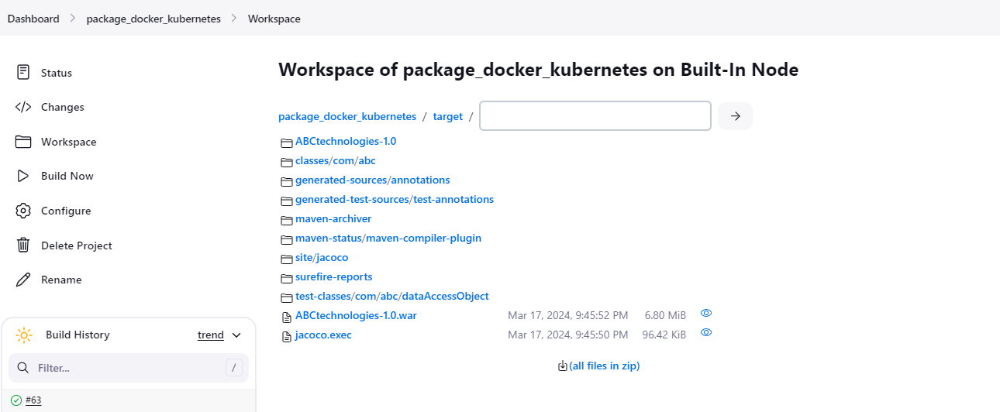 Dashboard > package_docker_kubernetes > Workspace
Status
Changes
Workspace
Build Now
Configure
Delete Project
Rename
Build History trend
Filter... /
#63
Workspace of package_docker_kubernetes on Built-In Node
package_docker_kubernetes / target /
ABCtechnologies-1.0
classes/com/abc
generated-sources/annotations
generated-test-sources/test-annotations
maven-archiver
maven-status/maven-compiler-plugin
site/jacoco
surefire-reports
test-classes/com/abc/dataAccessObject
ABCtechnologies-1.0.war Mar 17, 2024, 9:45:52 PM 6.80 MiB
jacoco.exec Mar 17, 2024, 9:45:50 PM 96.42 KiB
(all files in zip)